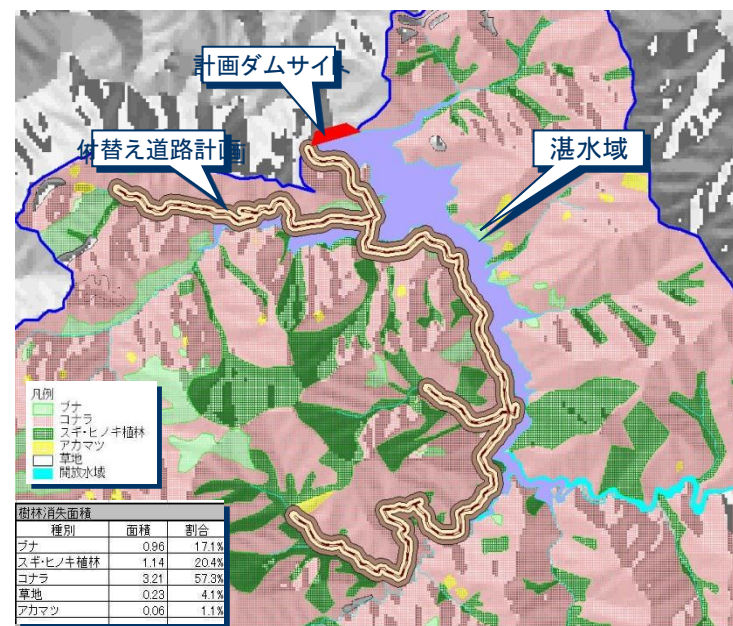 計画ダムサイト
付替え道路計画
湛水域
凡例
ブナ
コナラ
スギ・ヒノキ植林
アカマツ
草地
開放水域
樹林消失面積
種別 面積 割合
ブナ 0.96 17.1%
スギ・ヒノキ植林 1.14 20.4%
コナラ 3.21 57.3%
草地 0.23 4.1%
アカマツ 0.06 1.1%